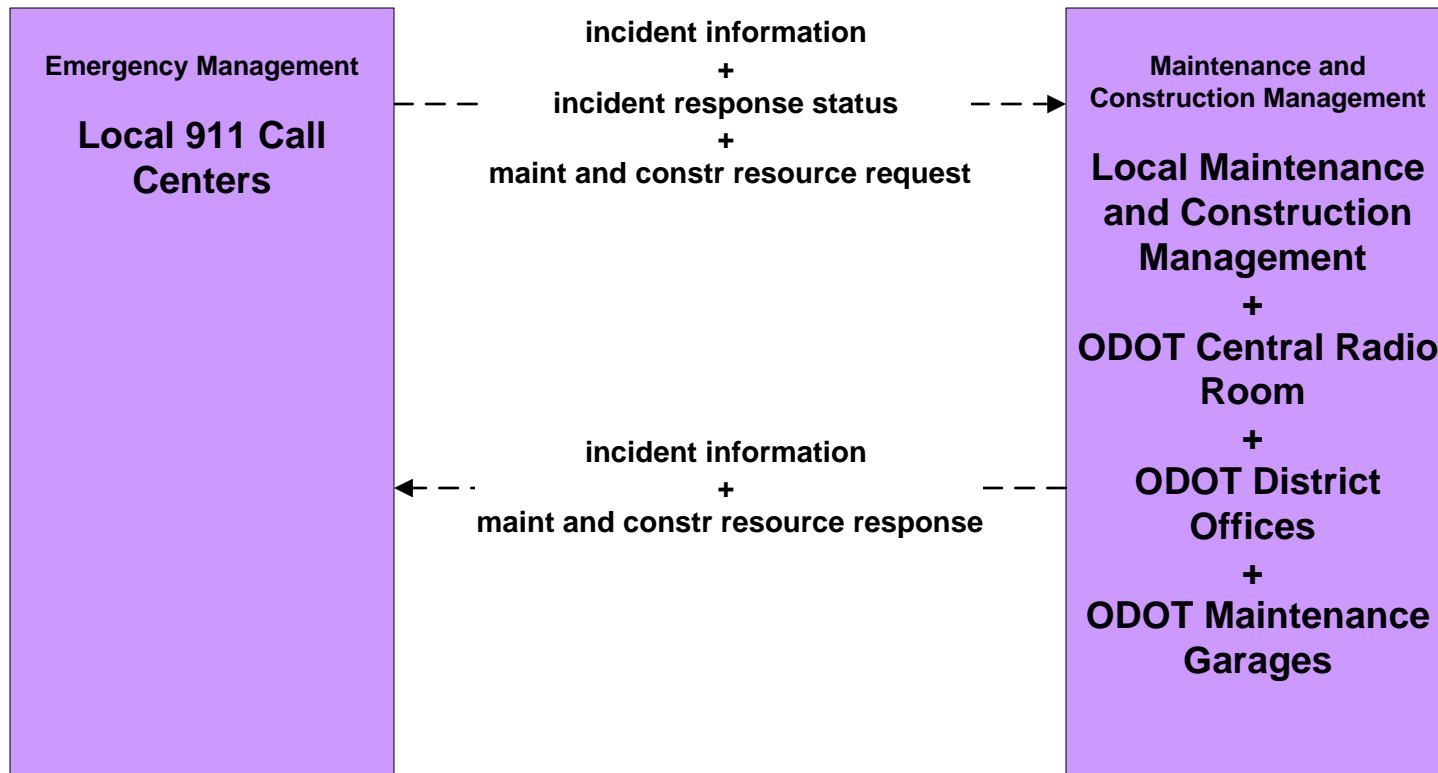 Emergency Management
Local 911 Call
Centers
incident information
+
incident response status
+
maint and constr resource request
incident information
+
maint and constr resource response
Maintenance and
Construction Management
Local Maintenance
and Construction
Management
+
ODOT Central Radio
Room
+
ODOT District
Offices
+
ODOT Maintenance
Garages